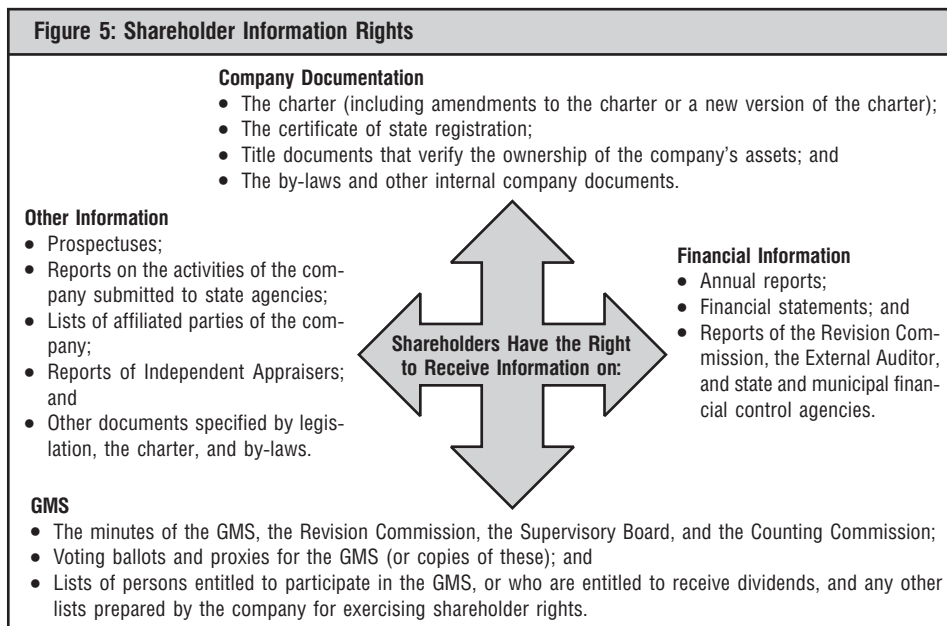 Figure 5: Shareholder Information Rights
Company Documentation
• The charter (including amendments to the charter or a new version of the charter);
• The certificate of state registration;
• Title documents that verify the ownership of the company's assets; and
• The by-laws and other internal company documents.
Other Information
• Prospectuses;
• Reports on the activities of the com-
pany submitted to state agencies;
• Lists of affiliated parties of the com-
pany;
• Reports of Independent Appraisers;
and
• Other documents specified by legis-
lation, the charter, and by-laws.
Shareholders Have the Right
to Receive Information on:
Financial Information
• Annual reports;
• Financial statements; and
• Reports of the Revision Com-
mission, the External Auditor,
and state and municipal finan-
cial control agencies.
GMS
• The minutes of the GMS, the Revision Commission, the Supervisory Board, and the Counting Commission;
• Voting ballots and proxies for the GMS (or copies of these); and
• Lists of persons entitled to participate in the GMS, or who are entitled to receive dividends, and any other
lists prepared by the company for exercising shareholder rights.